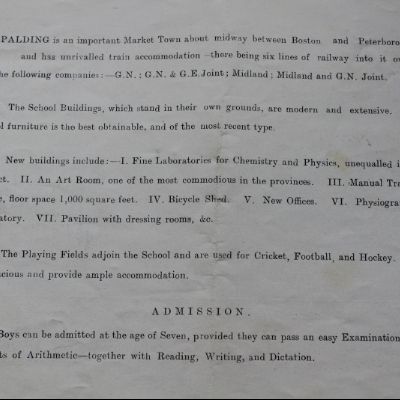 SPALDING is an important Market Town about midway between Boston and Peterboro
and has unrivalled train accommodation—there being six lines of railway into it o
he following companies:—G.N.; G.N. & G.E. Joint; Midland; Midland and G.N. Joint.
The School Buildings, which stand in their own grounds, are modern and extensive.
l furniture is the best obtainable, and of the most recent type.
New buildings include:—I. Fine Laboratories for Chemistry and Physics, unequalled i
ct. II. An Art Room, one of the most commodious in the provinces. III. Manual Tr
, floor space 1,000 square feet. IV. Bicycle Shed. V. New Offices. VI. Physiogra
atory. VII. Pavilion with dressing rooms, &c.
The Playing Fields adjoin the School and are used for Cricket, Football, and Hockey.
cious and provide ample accommodation.
ADMISSION.
Boys can be admitted at the age of Seven, provided they can pass an easy Examination
ts of Arithmetic—together with Reading, Writing, and Dictation.